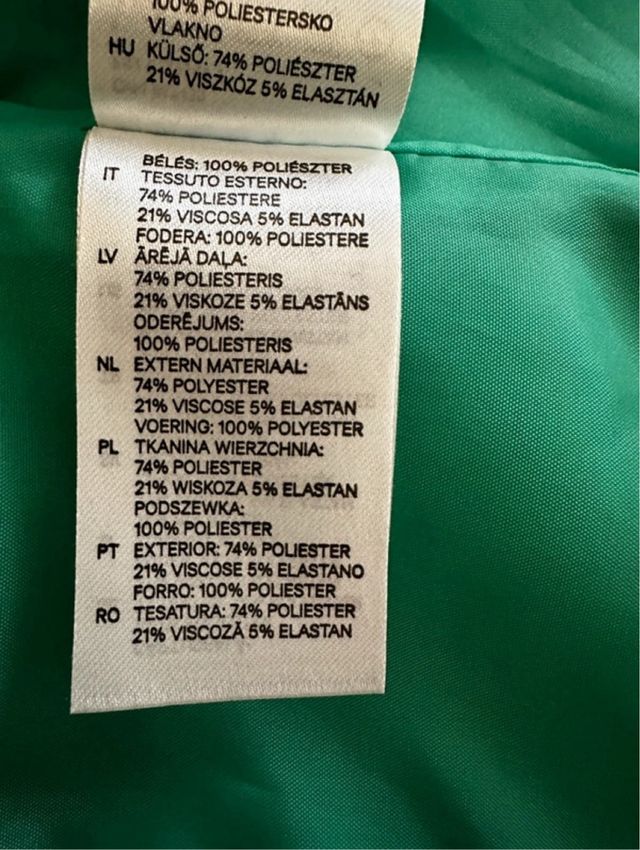 100% POLIESTERSKO
VLAKNO
HU KÜLSŐ: 74% POLIÉSZTER
21% VISZKÓZ 5% ELASZTÁN
BÉLÉS: 100% POLIÉSZTER
IT TESSUTO ESTERNO:
74% POLIESTERE
21% VISCOSA 5% ELASTAN
FODERA: 100% POLIESTERE
LV ĀRĒJĀ DAĻA:
74% POLIESTERIS
21% VISKOZE 5% ELASTĀNS
ODERĒJUMS:
100% POLIESTERIS
NL EXTERN MATERIAAL:
74% POLYESTER
21% VISCOSE 5% ELASTAN
VOERING: 100% POLYESTER
PL TKANINA WIERZCHNIA:
74% POLIESTER
21% WISKOZA 5% ELASTAN
PODSZEWKA:
100% POLIESTER
PT EXTERIOR: 74% POLIESTER
21% VISCOSE 5% ELASTANO
FORRO: 100% POLIESTER
RO TESATURA: 74% POLIESTER
21% VISCOZĂ 5% ELASTAN